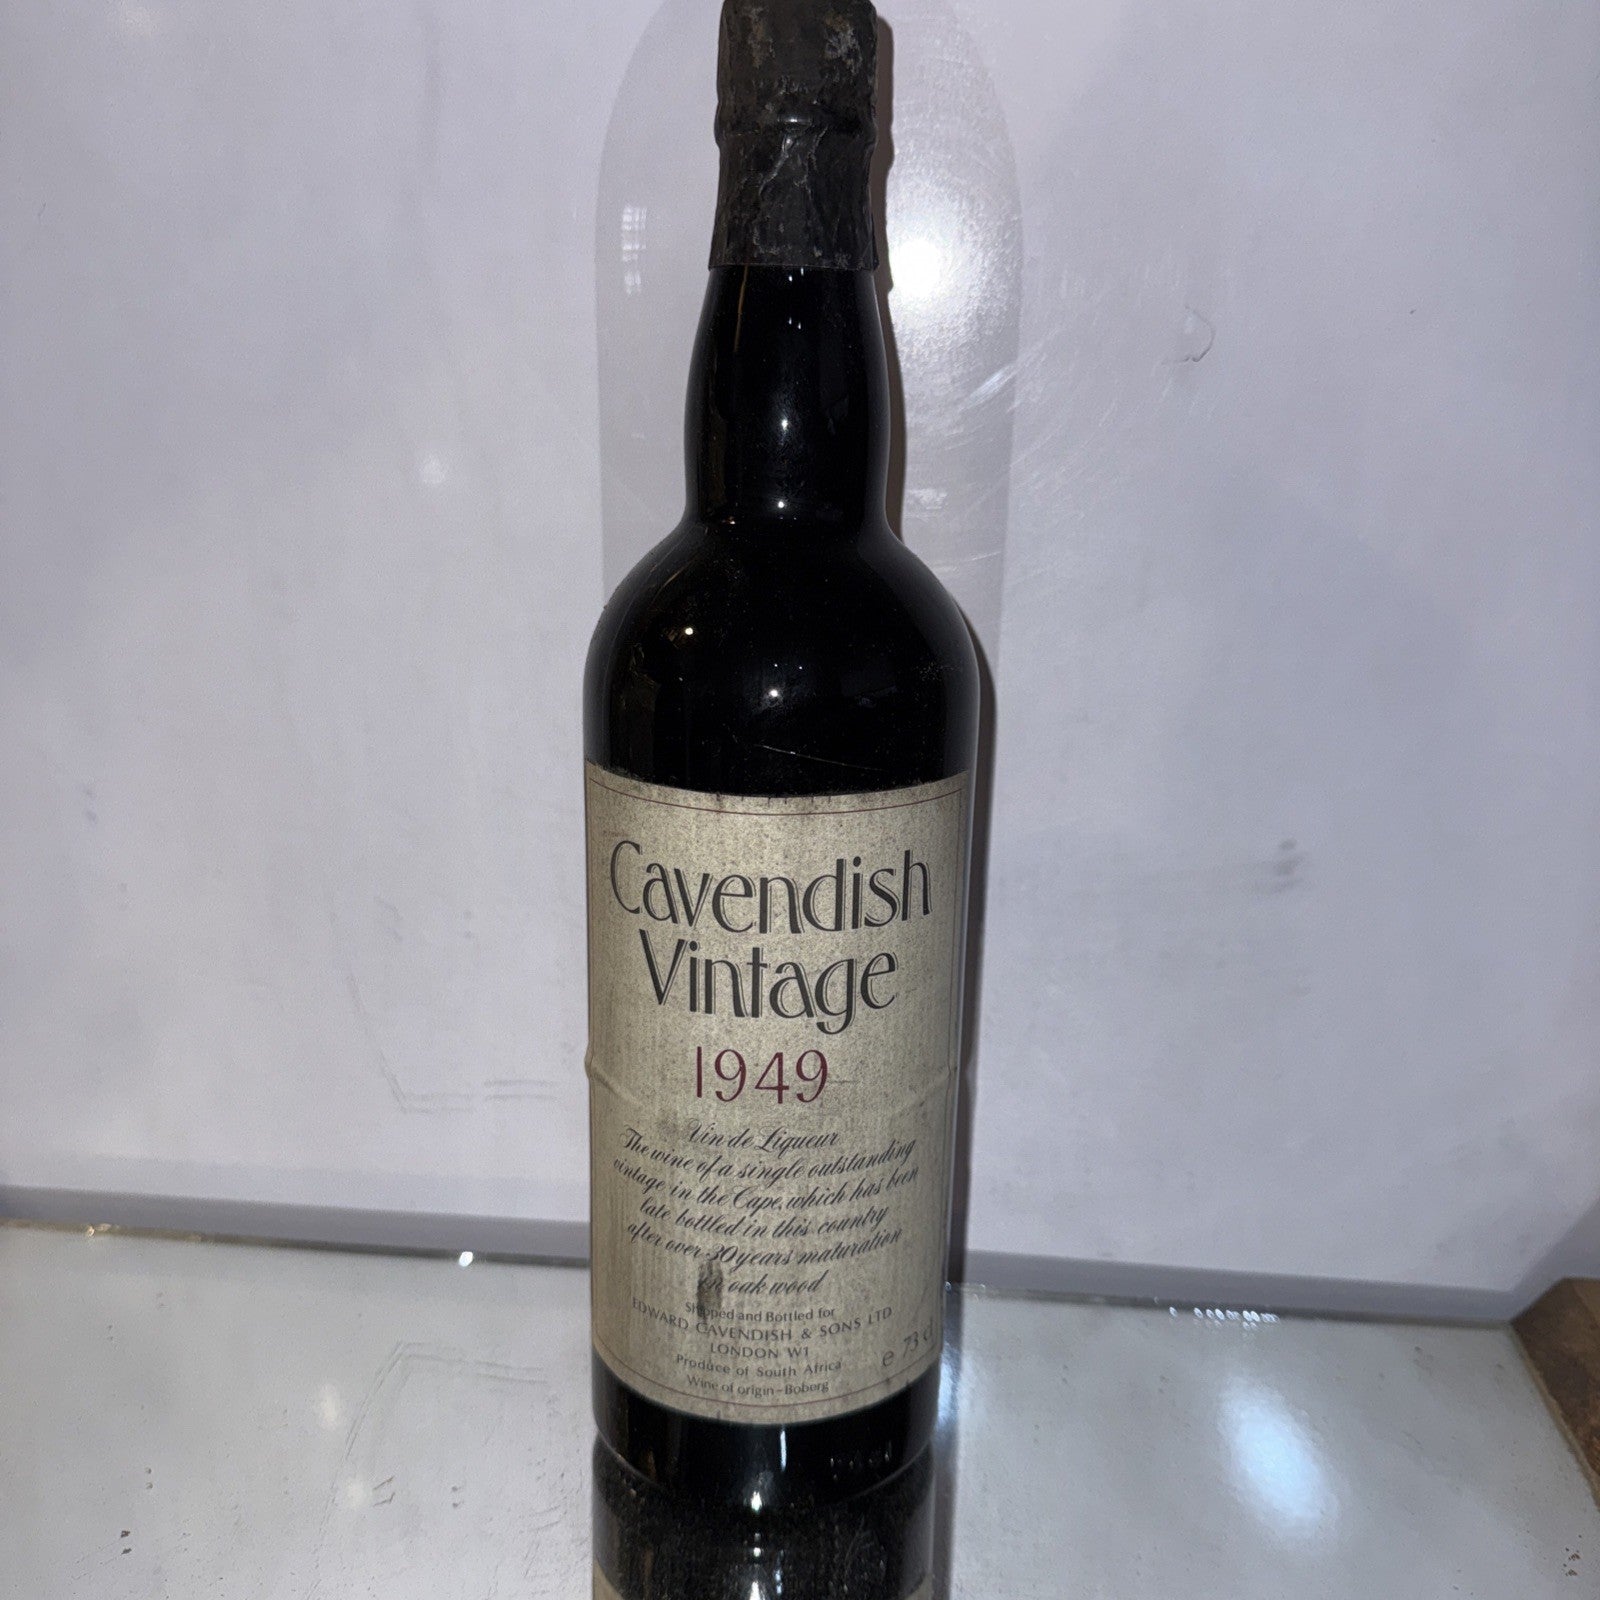 Cavendish
Vintage
1949
Vin de Liqueur
The wine of a single outstanding
vintage in the Cape, which has been
late bottled in this country
after over 30 years maturation
in oak wood
Shipped and Bottled for
EDWARD CAVENDISH & SONS LTD
LONDON W1
Produce of South Africa
e 73 cl
Wine of origin - Boberg